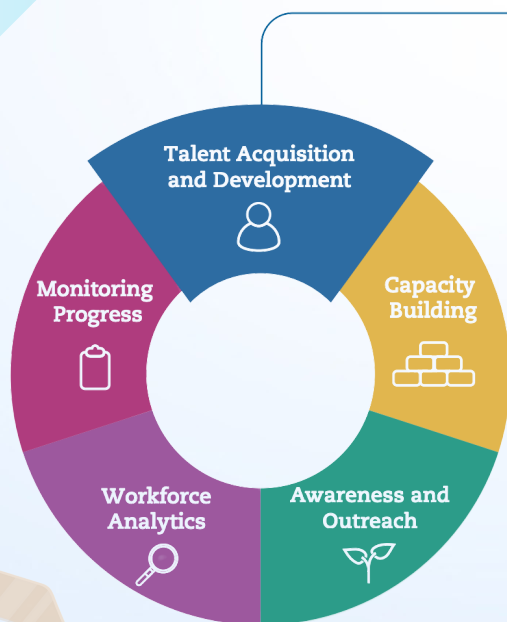 Talent Acquisition
and Development
Capacity
Building
Awareness and
Outreach
Workforce
Analytics
Monitoring
Progress